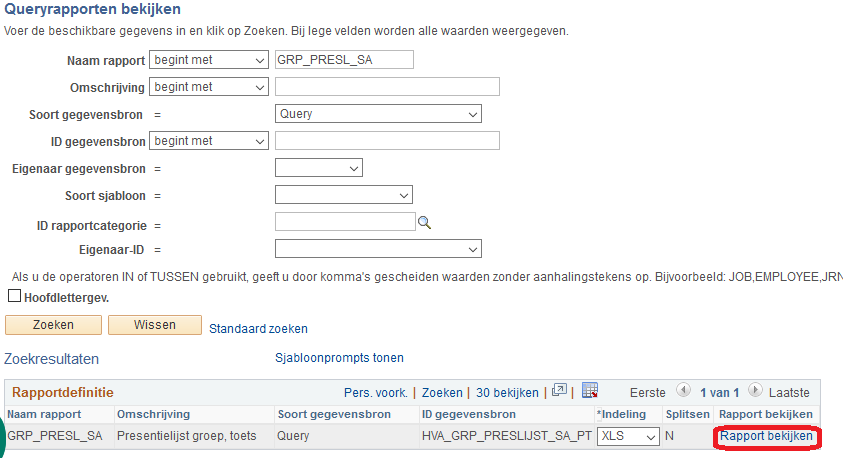 Queryrapporten bekijken
Voer de beschikbare gegevens in en klik op Zoeken. Bij lege velden worden alle waarden weergegeven.
Naam rapport begint met GRP_PRESL_SA
Omschrijving begint met
Soort gegevensbron = Query
ID gegevensbron begint met
Eigenaar gegevensbron =
Soort sjabloon =
ID rapportcategorie =
Eigenaar-ID =
Als u de operatoren IN of TUSSEN gebruikt, geeft u door komma's gescheiden waarden zonder aanhalingstekens op. Bijvoorbeeld: JOB,EMPLOYEE,JRN
Hoofdlettergev.
Zoeken Wissen Standaard zoeken
Zoekresultaten Sjabloonprompts tonen
Rapportdefinitie Pers. voork. | Zoeken | 30 bekijken | | Eerste 1 van 1 Laatste
Naam rapport Omschrijving Soort gegevensbron ID gegevensbron *Indeling Splitsen Rapport bekijken
GRP_PRESL_SA Presentielijst groep, toets Query HVA_GRP_PRESLIJST_SA_PT XLS N Rapport bekijken